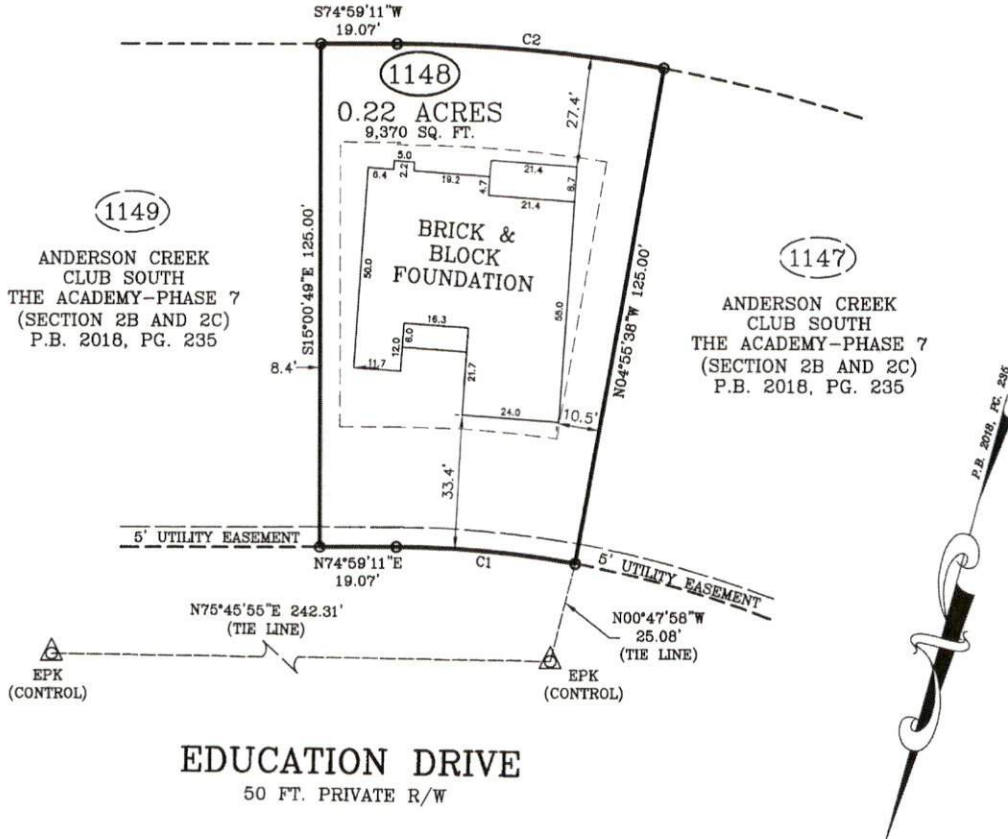 S74°59'11"W
19.07'
C2
1148
0.22 ACRES
9,370 SQ. FT.
27.4'
5.0
6.4
2.2
19.2
4.7
21.4
8.7
21.4
1149
ANDERSON CREEK
CLUB SOUTH
THE ACADEMY-PHASE 7
(SECTION 2B AND 2C)
P.B. 2018, PG. 235
S15°00'49"E 125.00'
BRICK &
BLOCK
FOUNDATION
50.0
55.0
N04°55'38"W 125.00'
1147
ANDERSON CREEK
CLUB SOUTH
THE ACADEMY-PHASE 7
(SECTION 2B AND 2C)
P.B. 2018, PG. 235
16.3
6.0
12.0
11.7
21.7
8.4'
24.0
10.5'
33.4'
P.B. 2018, PG. 235
5' UTILITY EASEMENT
N74°59'11"E
19.07'
C1
5' UTILITY EASEMENT
N75°45'55"E 242.31'
(TIE LINE)
N00°47'58"W
25.08'
(TIE LINE)
EPK
(CONTROL)
EPK
(CONTROL)
EDUCATION DRIVE
50 FT. PRIVATE R/W